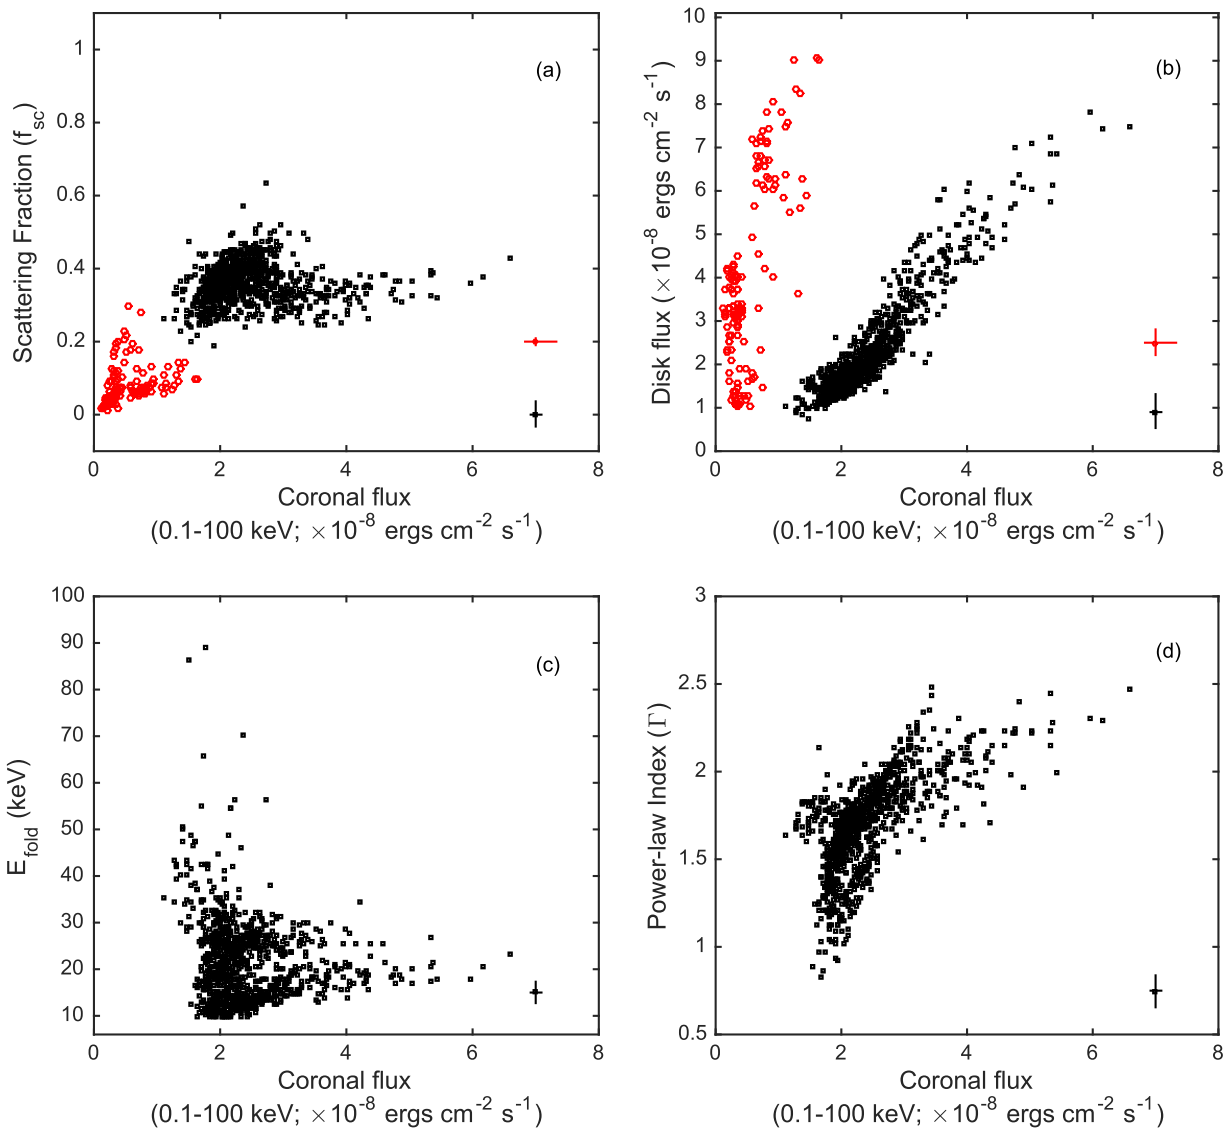 1
0.8
0.6
0.4
0.2
0
Scattering Fraction (f_sc)
(a)
0 2 4 6 8
Coronal flux
(0.1-100 keV; ×10^-8 ergs cm^-2 s^-1)
10
9
8
7
6
5
4
3
2
1
0
Disk flux (×10^-8 ergs cm^-2 s^-1)
(b)
0 2 4 6 8
Coronal flux
(0.1-100 keV; ×10^-8 ergs cm^-2 s^-1)
100
90
80
70
60
50
40
30
20
10
E_fold (keV)
(c)
0 2 4 6 8
Coronal flux
(0.1-100 keV; ×10^-8 ergs cm^-2 s^-1)
3
2.5
2
1.5
1
0.5
Power-law Index (Γ)
(d)
0 2 4 6 8
Coronal flux
(0.1-100 keV; ×10^-8 ergs cm^-2 s^-1)